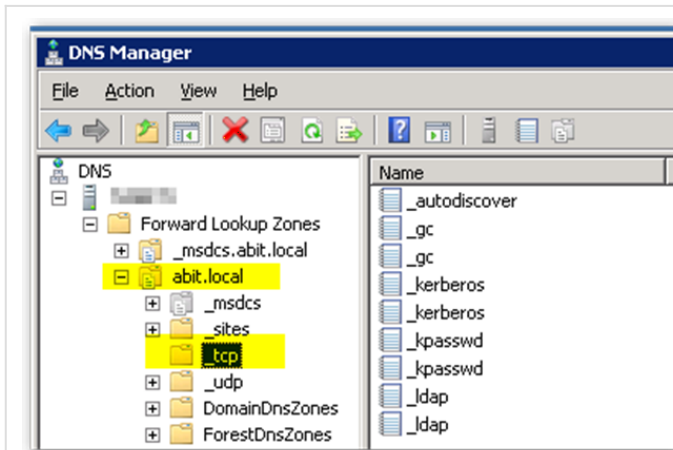 DNS Manager
File Action View Help
DNS
Forward Lookup Zones
_msdcs.abit.local
abit.local
_msdcs
_sites
_tcp
_udp
DomainDnsZones
ForestDnsZones
Name
_autodiscover
_gc
_gc
_kerberos
_kerberos
_kpasswd
_kpasswd
_ldap
_ldap